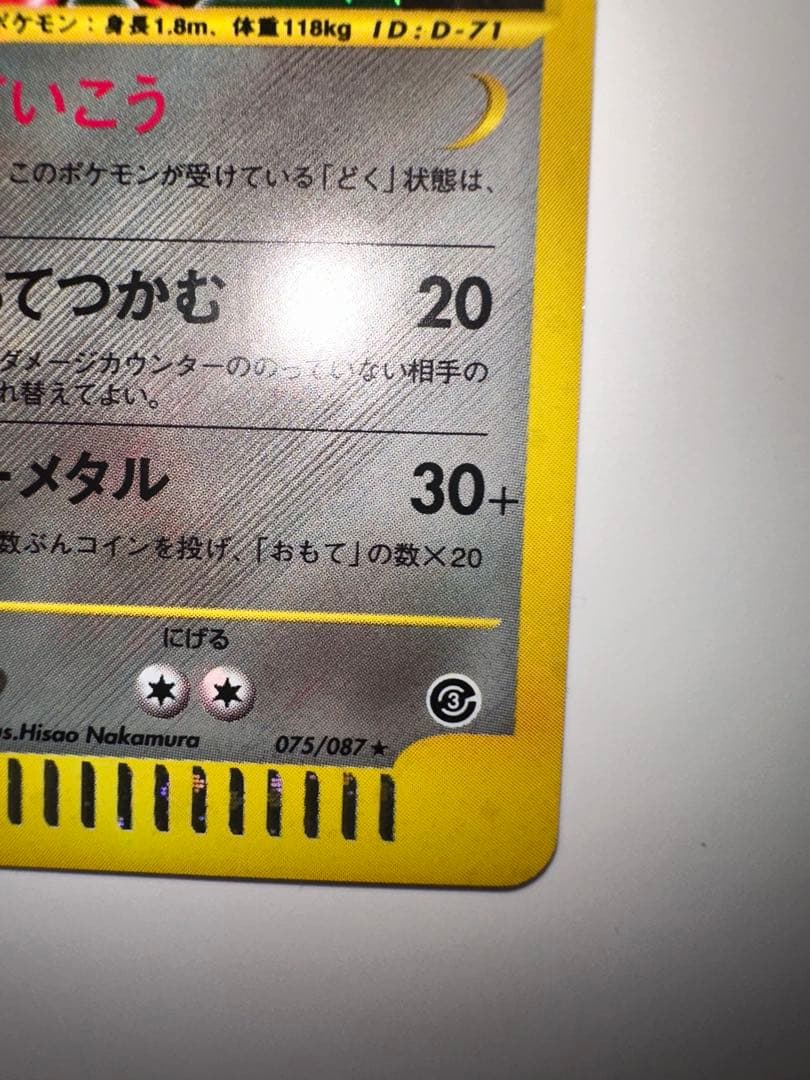 ポケモン：身長1.8m、体重118kg ID:D-71
ていこう
このポケモンが受けている「どく」状態は、
てつかむ 20
ダメージカウンターののっていない相手の
れ替えてよい。
ーメタル 30+
数ぶんコインを投げ、「おもて」の数×20
にげる
3
us.Hisao Nakamura 075/087★